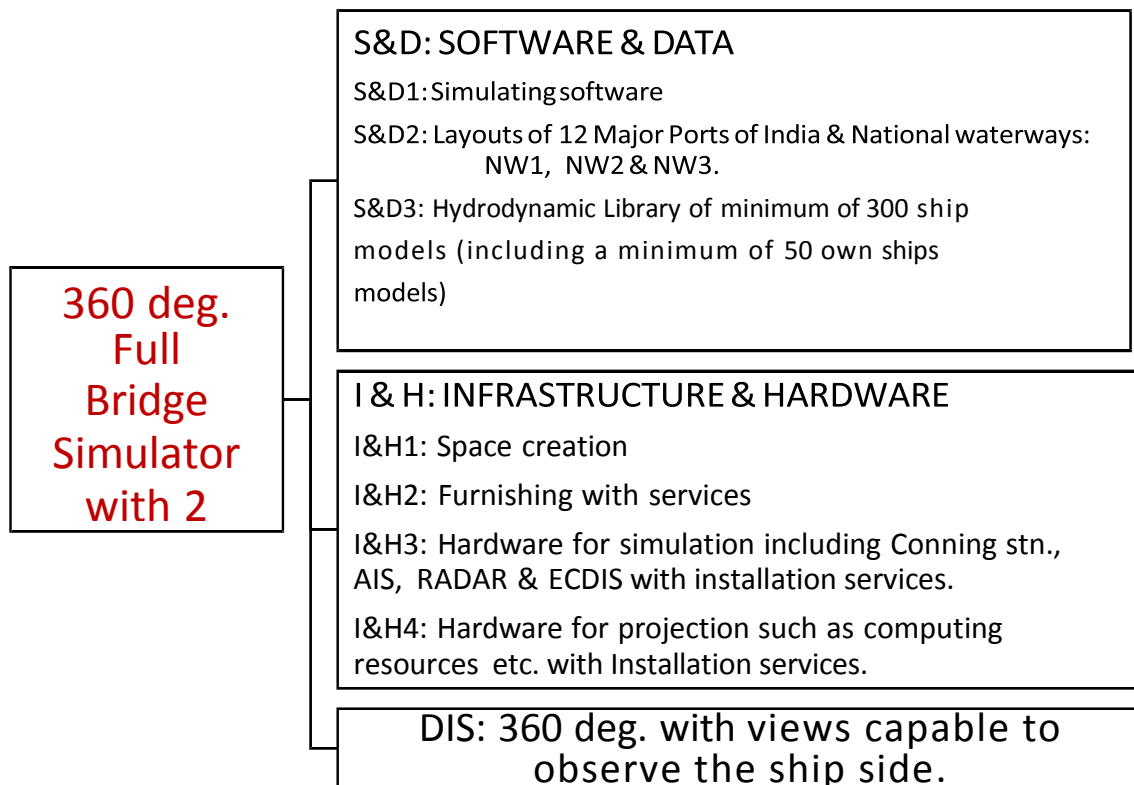 S&D: SOFTWARE & DATA
S&D1: Simulating software
S&D2: Layouts of 12 Major Ports of India & National waterways:
NW1, NW2 & NW3.
S&D3: Hydrodynamic Library of minimum of 300 ship
models (including a minimum of 50 own ships
models)
360 deg.
Full
Bridge
Simulator
with 2
I & H: INFRASTRUCTURE & HARDWARE
I&H1: Space creation
I&H2: Furnishing with services
I&H3: Hardware for simulation including Conning stn.,
AIS, RADAR & ECDIS with installation services.
I&H4: Hardware for projection such as computing
resources etc. with Installation services.
DIS: 360 deg. with views capable to
observe the ship side.